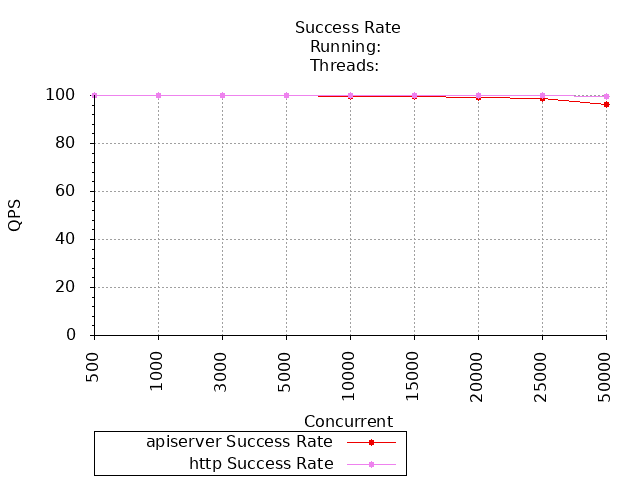 Success Rate
Running:
Threads:
100
80
60
40
20
0
QPS
500
1000
3000
5000
10000
15000
20000
25000
50000
Concurrent
apiserver Success Rate
http Success Rate